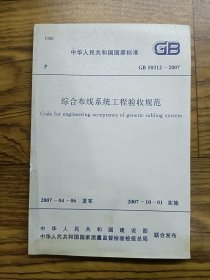 UDC
中华人民共和国国家标准
GB
P
GB 50312－2007
综合布线系统工程验收规范
Code for engineering acceptance of generic cabling system
2007－04－06 发布
2007－10－01 实施
中华人民共和国建设部
中华人民共和国国家质量监督检验检疫总局
联合发布